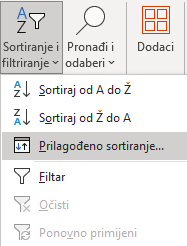 Sortiranje i
filtriranje
Pronađi i
odaberi
Dodaci
Sortiraj od A do Ž
Sortiraj od Ž do A
Prilagođeno sortiranje...
Filtar
Očisti
Ponovno primijeni